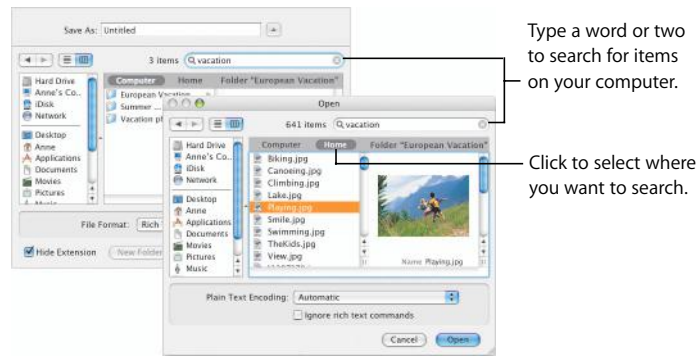 Save As: Untitled
3 items vacation
Hard Drive
Anne's Co..
iDisk
Network
Desktop
Anne
Applications
Documents
Movies
Pictures
Music
Computer Home Folder "European Vacation"
European Vacation
Summer ...
Vacation ph
File Format: Rich
Hide Extension New Folder
Open
641 items vacation
Hard Drive
Anne's Co..
iDisk
Network
Desktop
Anne
Applications
Documents
Movies
Pictures
Music
Computer Home Folder "European Vacation"
Biking.jpg
Canoeing.jpg
Climbing.jpg
Lake.jpg
Playing.jpg
Smile.jpg
Swimming.jpg
TheKids.jpg
View.jpg
Name Playing.jpg
Plain Text Encoding: Automatic
Ignore rich text commands
Cancel Open
Type a word or two
to search for items
on your computer.
Click to select where
you want to search.